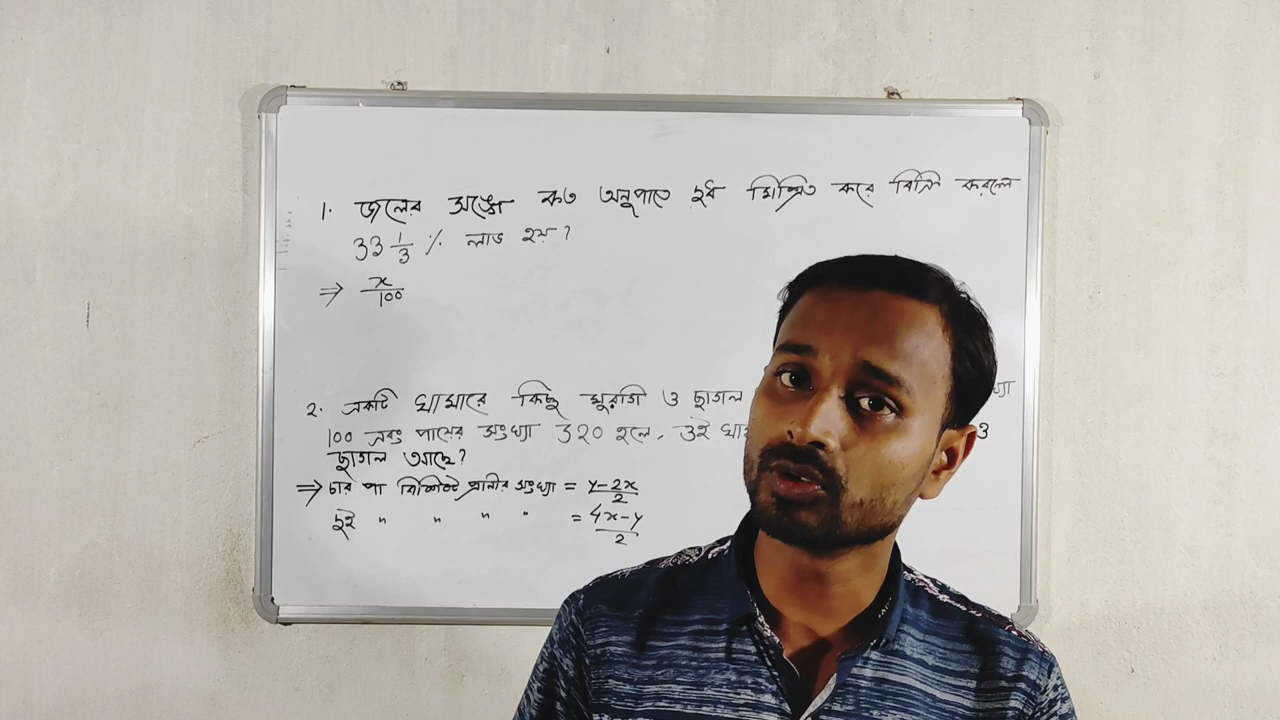 1. জলের সঙ্গে কত অনুপাতে দুধ মিশ্রিত করে বিক্রি করলে
33 1/3 % লাভ হয়?
⇒ x/100
2. একটি খামারে কিছু মুরগি ও ছাগল
100 এবং পায়ের সংখ্যা 320 হলে, ওই
ছাগল আছে?
⇒ চার পা বিশিষ্ট প্রাণীর সংখ্যা = (y-2x)/2
দুই " " " " = (4x-y)/2